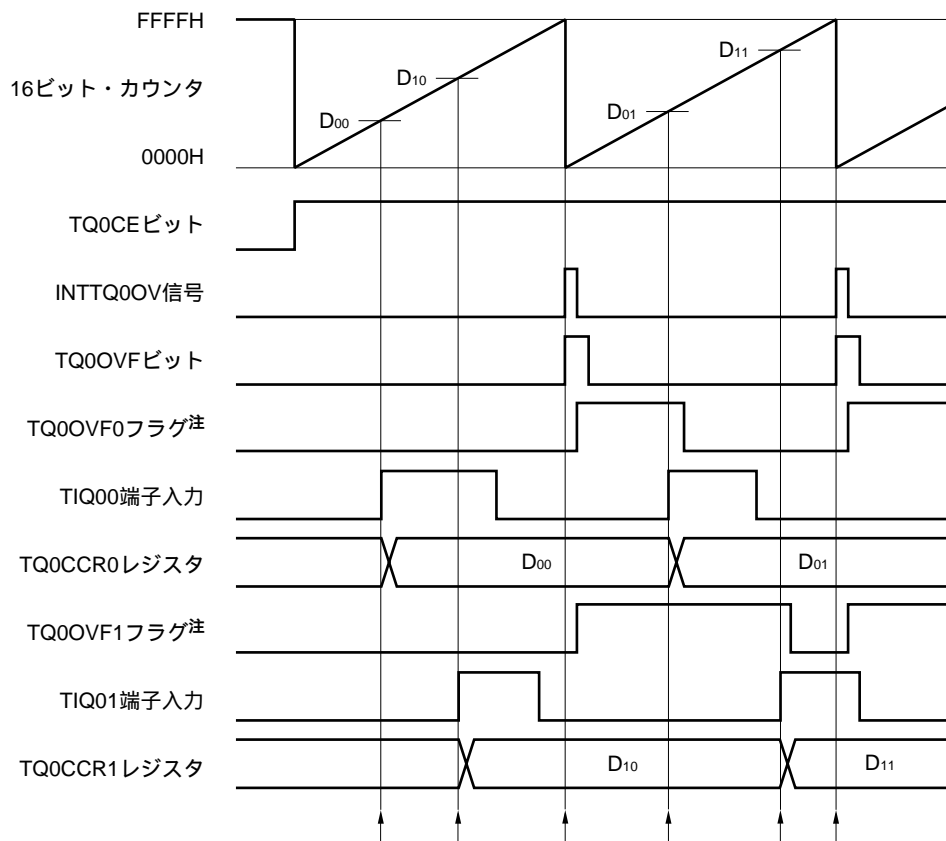 FFFFH
16ビット・カウンタ
0000H
D00
D10
D01
D11
TQ0CEビット
INTTQ0OV信号
TQ0OVFビット
TQ0OVF0フラグ注
TIQ00端子入力
TQ0CCR0レジスタ
D00
D01
TQ0OVF1フラグ注
TIQ01端子入力
TQ0CCR1レジスタ
D10
D11